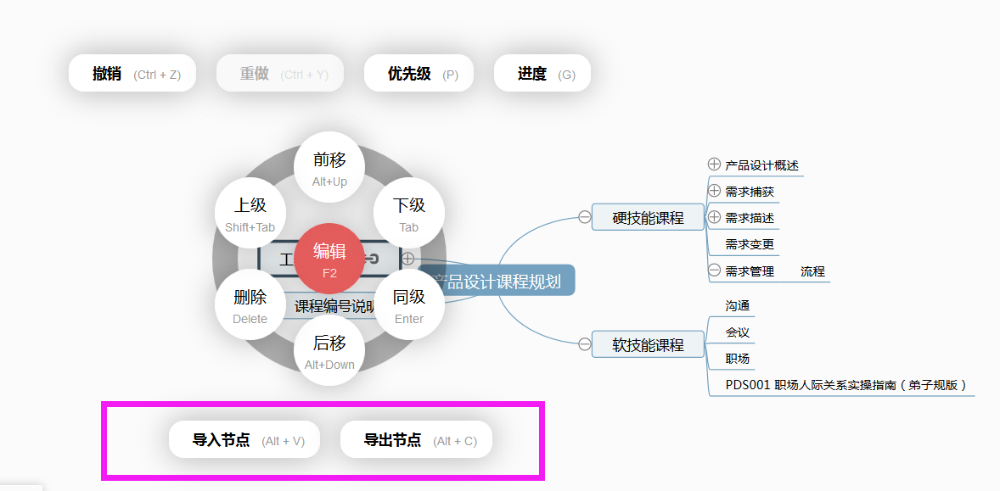 撤销 (Ctrl + Z)
重做 (Ctrl + Y)
优先级 (P)
进度 (G)
前移
Alt+Up
上级
Shift+Tab
下级
Tab
编辑
F2
删除
Delete
同级
Enter
后移
Alt+Down
工
课程编号说明
产品设计课程规划
硬技能课程
产品设计概述
需求捕获
需求描述
需求变更
需求管理 流程
软技能课程
沟通
会议
职场
PDS001 职场人际关系实操指南（弟子规版）
导入节点 (Alt + V)
导出节点 (Alt + C)